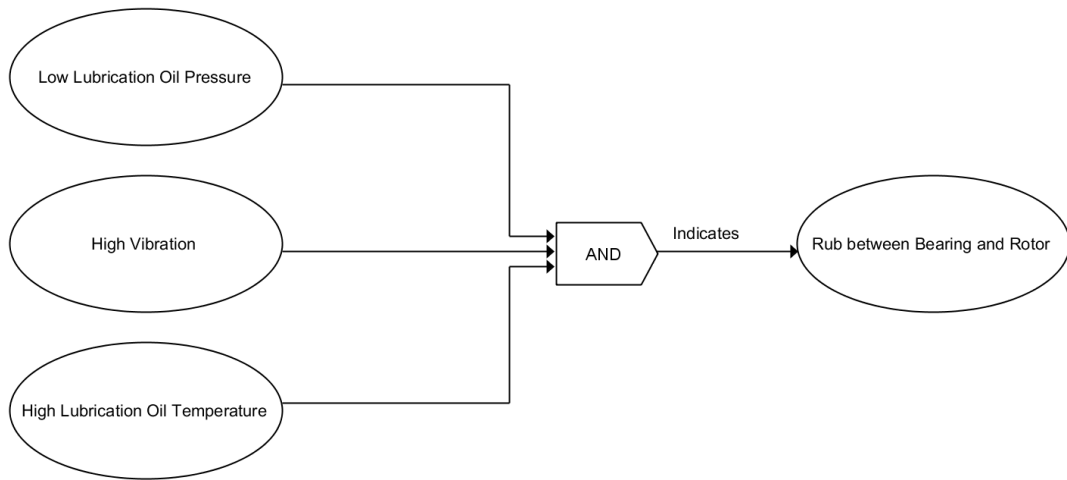 Low Lubrication Oil Pressure
High Vibration
High Lubrication Oil Temperature
AND
Indicates
Rub between Bearing and Rotor